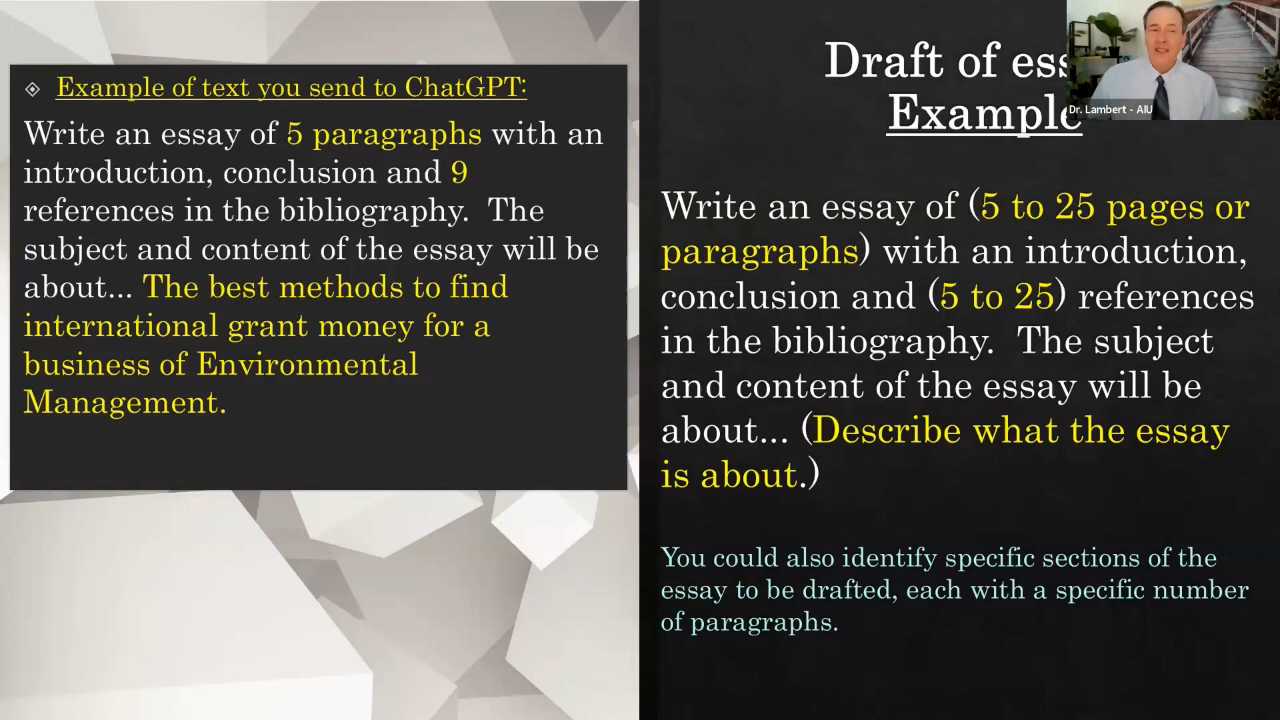 Example of text you send to ChatGPT:
Write an essay of 5 paragraphs with an
introduction, conclusion and 9
references in the bibliography. The
subject and content of the essay will be
about... The best methods to find
international grant money for a
business of Environmental
Management.
Draft of
Example
Dr. Lambert - AIU
Write an essay of (5 to 25 pages or
paragraphs) with an introduction,
conclusion and (5 to 25) references
in the bibliography. The subject
and content of the essay will be
about... (Describe what the essay
is about.)
You could also identify specific sections of the
essay to be drafted, each with a specific number
of paragraphs.